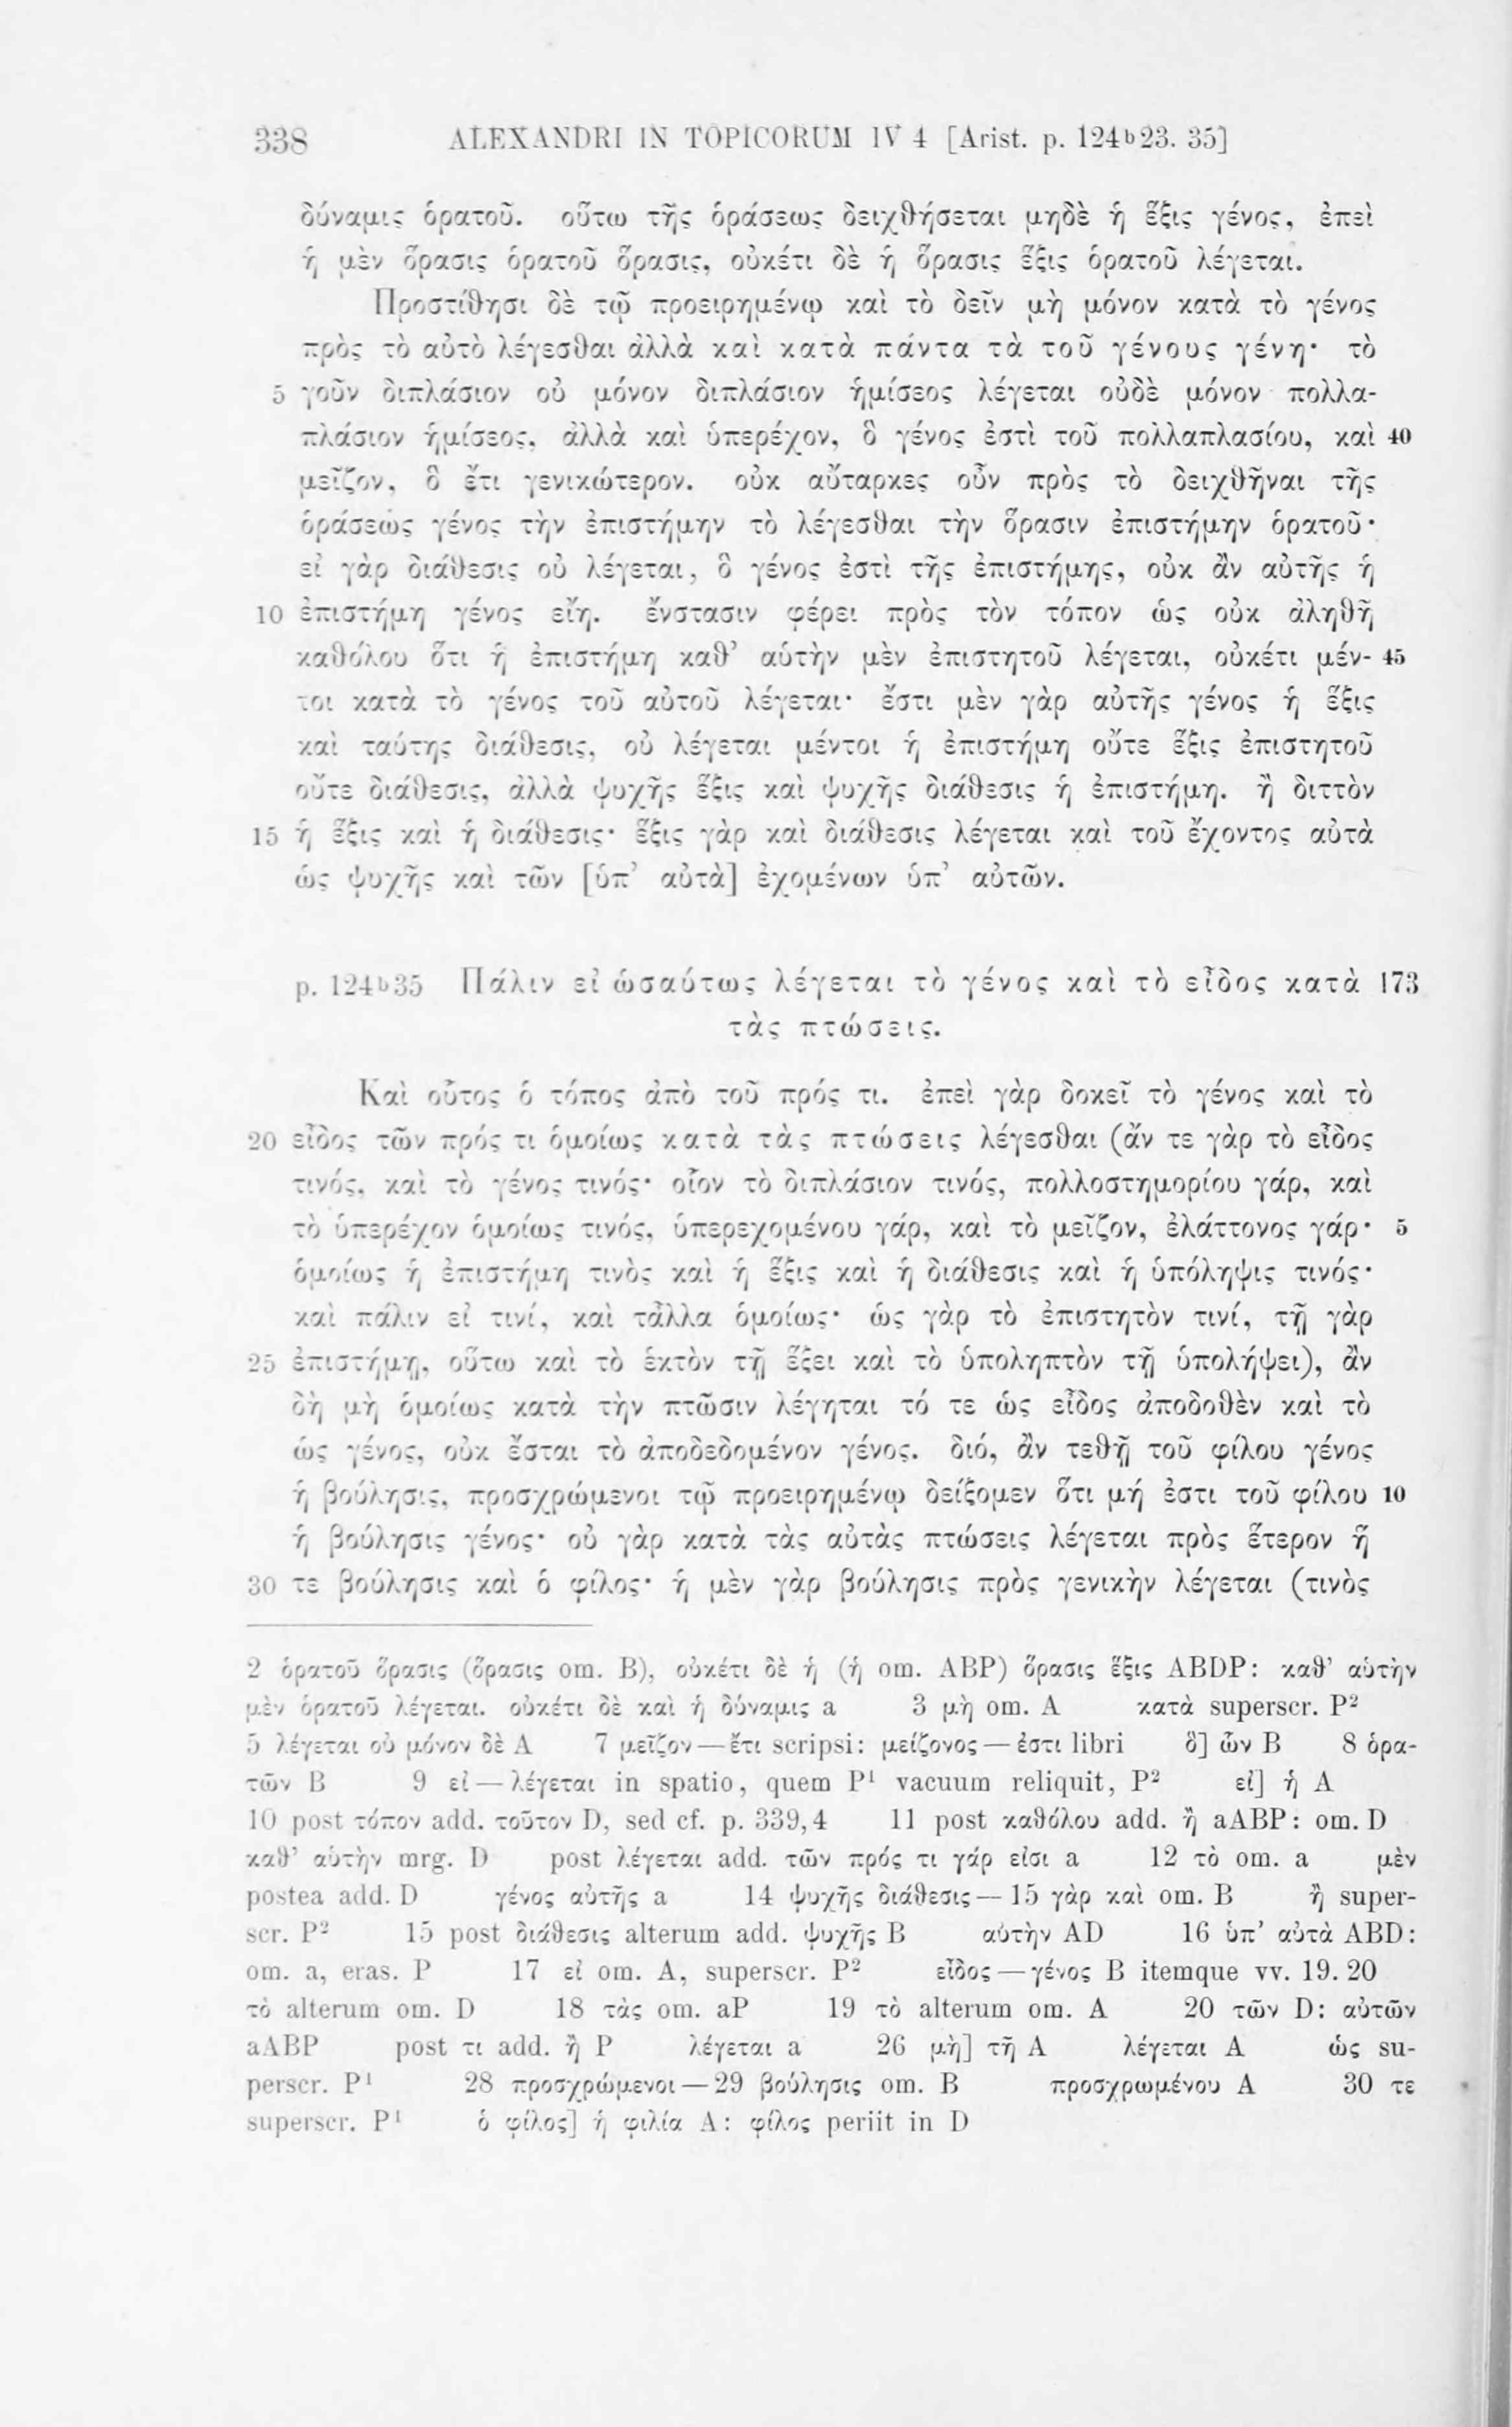 338 ALEXANDRI IN TOPICORUM IV 4 [Arist. p. 124b23. 35]
δύναμις ὁρατοῦ. οὕτω τῆς ὁράσεως δειχθήσεται μηδὲ ἡ ἕξις γένος, ἐπεὶ
ἡ μὲν ὅρασις ὁρατοῦ ὅρασις, οὐκέτι δὲ ἡ ὅρασις ἕξις ὁρατοῦ λέγεται.
Προστίθησι δὲ τῷ προειρημένῳ καὶ τὸ δεῖν μὴ μόνον κατὰ τὸ γένος
πρὸς τὸ αὐτὸ λέγεσθαι ἀλλὰ καὶ κατὰ πάντα τὰ τοῦ γένους γένη· τὸ
5 γοῦν διπλάσιον οὐ μόνον διπλάσιον ἡμίσεος λέγεται οὐδὲ μόνον πολλα-
πλάσιον ἡμίσεος, ἀλλὰ καὶ ὑπερέχον, ὃ γένος ἐστὶ τοῦ πολλαπλασίου, καὶ 40
μεῖζον, ὃ ἔτι γενικώτερον. οὐκ αὔταρκες οὖν πρὸς τὸ δειχθῆναι τῆς
ὁράσεως γένος τὴν ἐπιστήμην τὸ λέγεσθαι τὴν ὅρασιν ἐπιστήμην ὁρατοῦ·
εἰ γὰρ διάθεσις οὐ λέγεται, ὃ γένος ἐστὶ τῆς ἐπιστήμης, οὐκ ἂν αὐτῆς ἡ
10 ἐπιστήμη γένος εἴη. ἔνστασιν φέρει πρὸς τὸν τόπον ὡς οὐκ ἀληθῆ
καθόλου ὅτι ἡ ἐπιστήμη καθ’ αὑτὴν μὲν ἐπιστητοῦ λέγεται, οὐκέτι μέν- 45
τοι κατὰ τὸ γένος τοῦ αὐτοῦ λέγεται· ἔστι μὲν γὰρ αὐτῆς γένος ἡ ἕξις
καὶ ταύτης διάθεσις, οὐ λέγεται μέντοι ἡ ἐπιστήμη οὔτε ἕξις ἐπιστητοῦ
οὔτε διάθεσις, ἀλλὰ ψυχῆς ἕξις καὶ ψυχῆς διάθεσις ἡ ἐπιστήμη. ἢ διττὸν
15 ἡ ἕξις καὶ ἡ διάθεσις· ἕξις γὰρ καὶ διάθεσις λέγεται καὶ τοῦ ἔχοντος αὐτὰ
ὡς ψυχῆς καὶ τῶν [ὑπ’ αὐτὰ] ἐχομένων ὑπ’ αὐτῶν.
p. 124b35 Πάλιν εἰ ὡσαύτως λέγεται τὸ γένος καὶ τὸ εἶδος κατὰ 173
τὰς πτώσεις.
Καὶ οὗτος ὁ τόπος ἀπὸ τοῦ πρός τι. ἐπεὶ γὰρ δοκεῖ τὸ γένος καὶ τὸ
20 εἶδος τῶν πρός τι ὁμοίως κατὰ τὰς πτώσεις λέγεσθαι (ἄν τε γὰρ τὸ εἶδος
τινός, καὶ τὸ γένος τινός· οἷον τὸ διπλάσιον τινός, πολλοστημορίου γάρ, καὶ
τὸ ὑπερέχον ὁμοίως τινός, ὑπερεχομένου γάρ, καὶ τὸ μεῖζον, ἐλάττονος γάρ· 5
ὁμοίως ἡ ἐπιστήμη τινὸς καὶ ἡ ἕξις καὶ ἡ διάθεσις καὶ ἡ ὑπόληψις τινός·
καὶ πάλιν εἰ τινί, καὶ τἆλλα ὁμοίως· ὡς γὰρ τὸ ἐπιστητὸν τινί, τῇ γὰρ
25 ἐπιστήμῃ, οὕτω καὶ τὸ ἑκτὸν τῇ ἕξει καὶ τὸ ὑποληπτὸν τῇ ὑπολήψει), ἂν
δὴ μὴ ὁμοίως κατὰ τὴν πτῶσιν λέγηται τό τε ὡς εἶδος ἀποδοθὲν καὶ τὸ
ὡς γένος, οὐκ ἔσται τὸ ἀποδεδομένον γένος. διό, ἂν τεθῇ τοῦ φίλου γένος
ἡ βούλησις, προσχρώμενοι τῷ προειρημένῳ δείξομεν ὅτι μή ἐστι τοῦ φίλου 10
ἡ βούλησις γένος· οὐ γὰρ κατὰ τὰς αὐτὰς πτώσεις λέγεται πρὸς ἕτερον ἥ
30 τε βούλησις καὶ ὁ φίλος· ἡ μὲν γὰρ βούλησις πρὸς γενικὴν λέγεται (τινὸς
2 ὁρατοῦ ὅρασις (ὅρασις om. B), οὐκέτι δὲ ἡ (ἡ om. ABP) ὅρασις ἕξις ABDP: καθ’ αὑτὴν
μὲν ὁρατοῦ λέγεται. οὐκέτι δὲ καὶ ἡ δύναμις a 3 μὴ om. A κατὰ superscr. P²
5 λέγεται οὐ μόνον δὲ A 7 μεῖζον — ἔτι scripsi: μείζονος — ἐστι libri ὃ] ὧν B 8 ὁρα-
τῶν B 9 εἰ — λέγεται in spatio, quem P¹ vacuum reliquit, P² εἰ] ἡ A
10 post τόπον add. τοῦτον D, sed cf. p. 339,4 11 post καθόλου add. ἢ aABP: om. D
καθ’ αὑτὴν mrg. D post λέγεται add. τῶν πρός τι γάρ εἰσι a 12 τὸ om. a μὲν
postea add. D γένος αὐτῆς a 14 ψυχῆς διάθεσις — 15 γὰρ καὶ om. B ἢ super-
scr. P² 15 post διάθεσις alterum add. ψυχῆς B αὐτὴν AD 16 ὑπ’ αὐτὰ ABD:
om. a, eras. P 17 εἰ om. A, superscr. P² εἶδος — γένος B itemque vv. 19. 20
τὸ alterum om. D 18 τὰς om. aP 19 τὸ alterum om. A 20 τῶν D: αὐτῶν
aABP post τι add. ἢ P λέγεται a 26 μὴ] τῆ A λέγεται A ὡς su-
perscr. P¹ 28 προσχρώμενοι — 29 βούλησις om. B προσχρωμένου A 30 τε
superscr. P¹ ὁ φίλος] ἡ φιλία A: φίλος periit in D